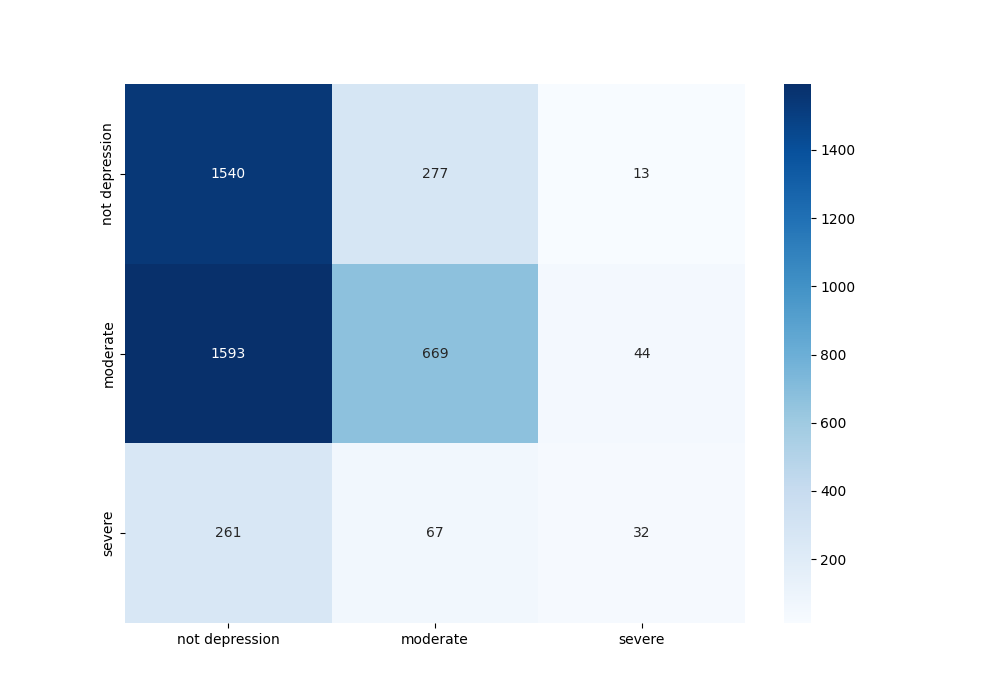 not depression
1540
277
13
moderate
1593
669
44
severe
261
67
32
not depression
moderate
severe
1400
1200
1000
800
600
400
200